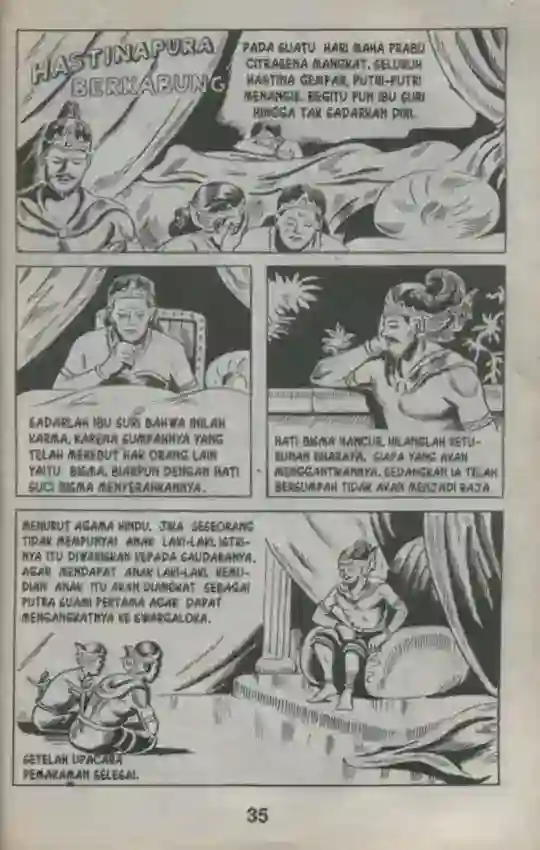 HASTINAPURA
BERKABUNG
PADA SUATU HARI MAHA PRABU
CITRASENA MANGKAT. SELURUH
HASTINA GEMPAR, PUTRI-PUTRI
MENANGIS. BEGITU PUN IBU SURI
HINGGA TAK SADARKAN DIRI.
SADARLAH IBU SURI BAHWA INILAH
KARMA, KARENA SUMPAHNYA YANG
TELAH MEREBUT HAK ORANG LAIN
YAITU BISMA, BIARPUN DENGAN HATI
SUCI BISMA MENYERAHKANNYA.
HATI BISMA HANCUR, HILANGLAH KETU-
RUNAN BHARATA. SIAPA YANG AKAN
MENGGANTIKANNYA, SEDANGKAN IA TELAH
BERSUMPAH TIDAK AKAN MENJADI RAJA
MENURUT AGAMA HINDU, JIKA SESEORANG
TIDAK MEMPUNYAI ANAK LAKI-LAKI, ISTRI-
NYA ITU DIWARISKAN KEPADA SAUDARANYA.
AGAR MENDAPAT ANAK LAKI-LAKI. KEMU-
DIAN ANAK ITU AKAN DIANGKAT SEBAGAI
PUTRA SUAMI PERTAMA AGAR DAPAT
MENGANGKATNYA KE SWARGALOKA.
SETELAH UPACARA
PEMAKAMAN SELESAI.
35